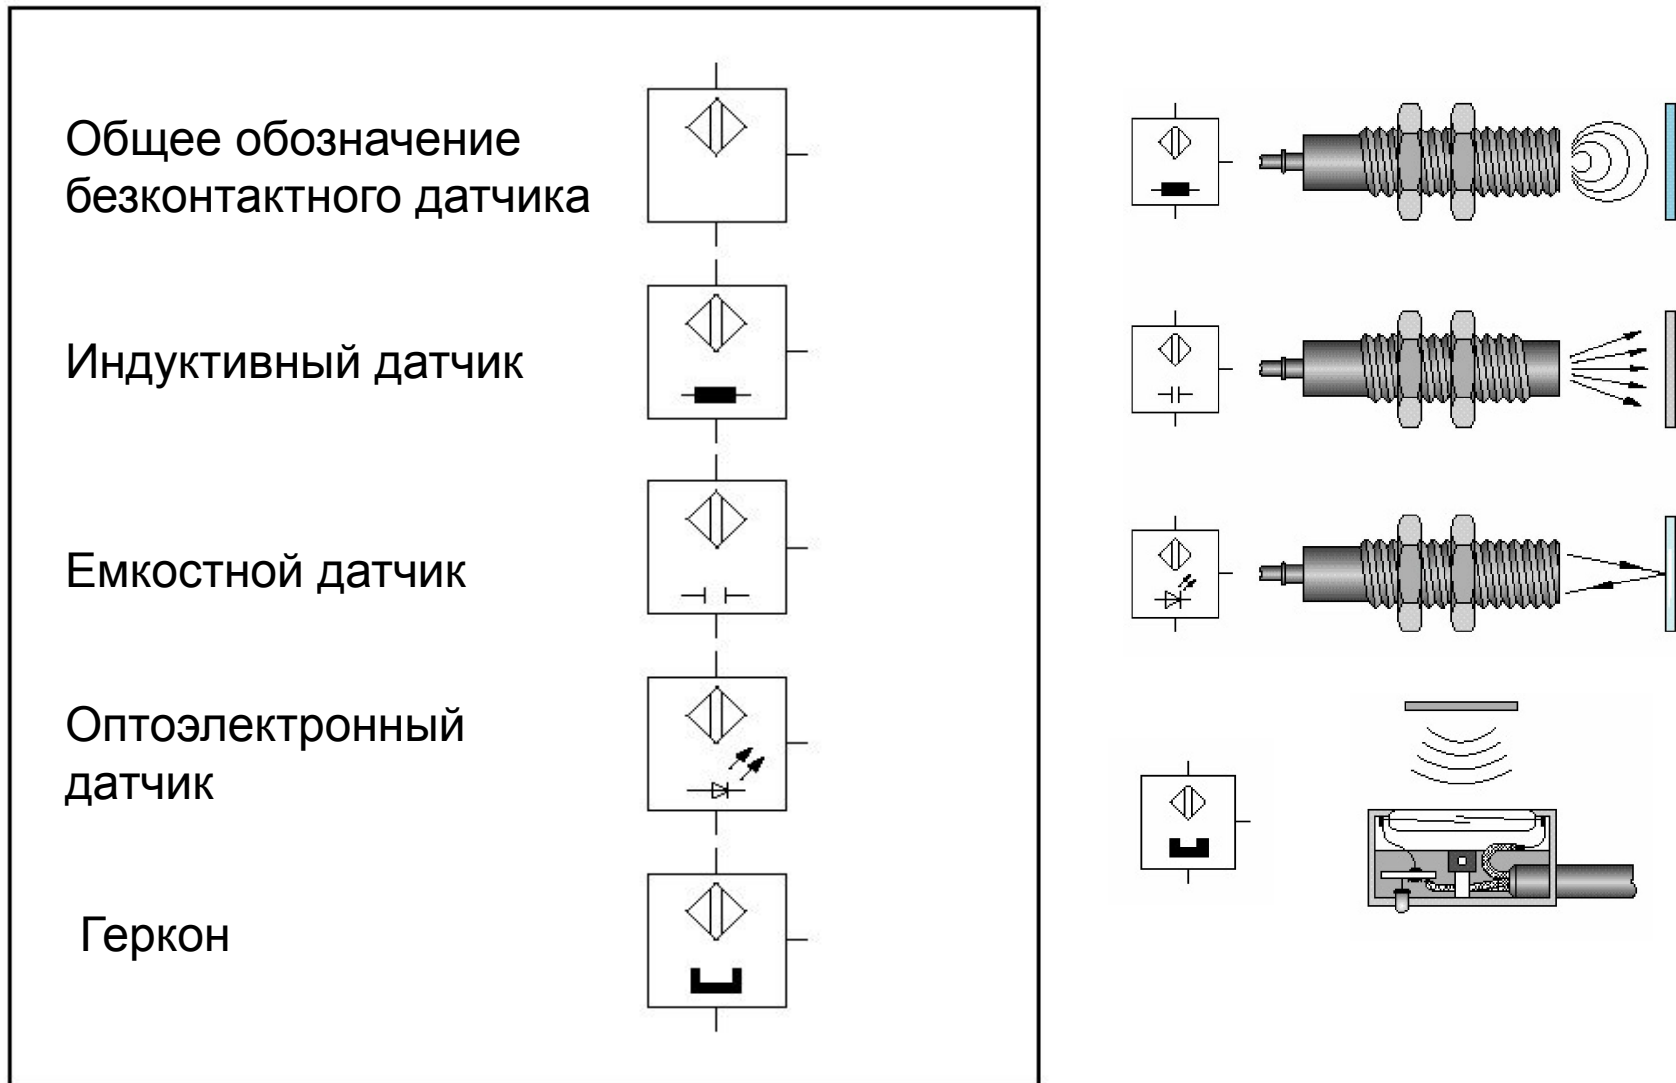 Общее обозначение
безконтактного датчика
Индуктивный датчик
Емкостной датчик
Оптоэлектронный
датчик
Геркон